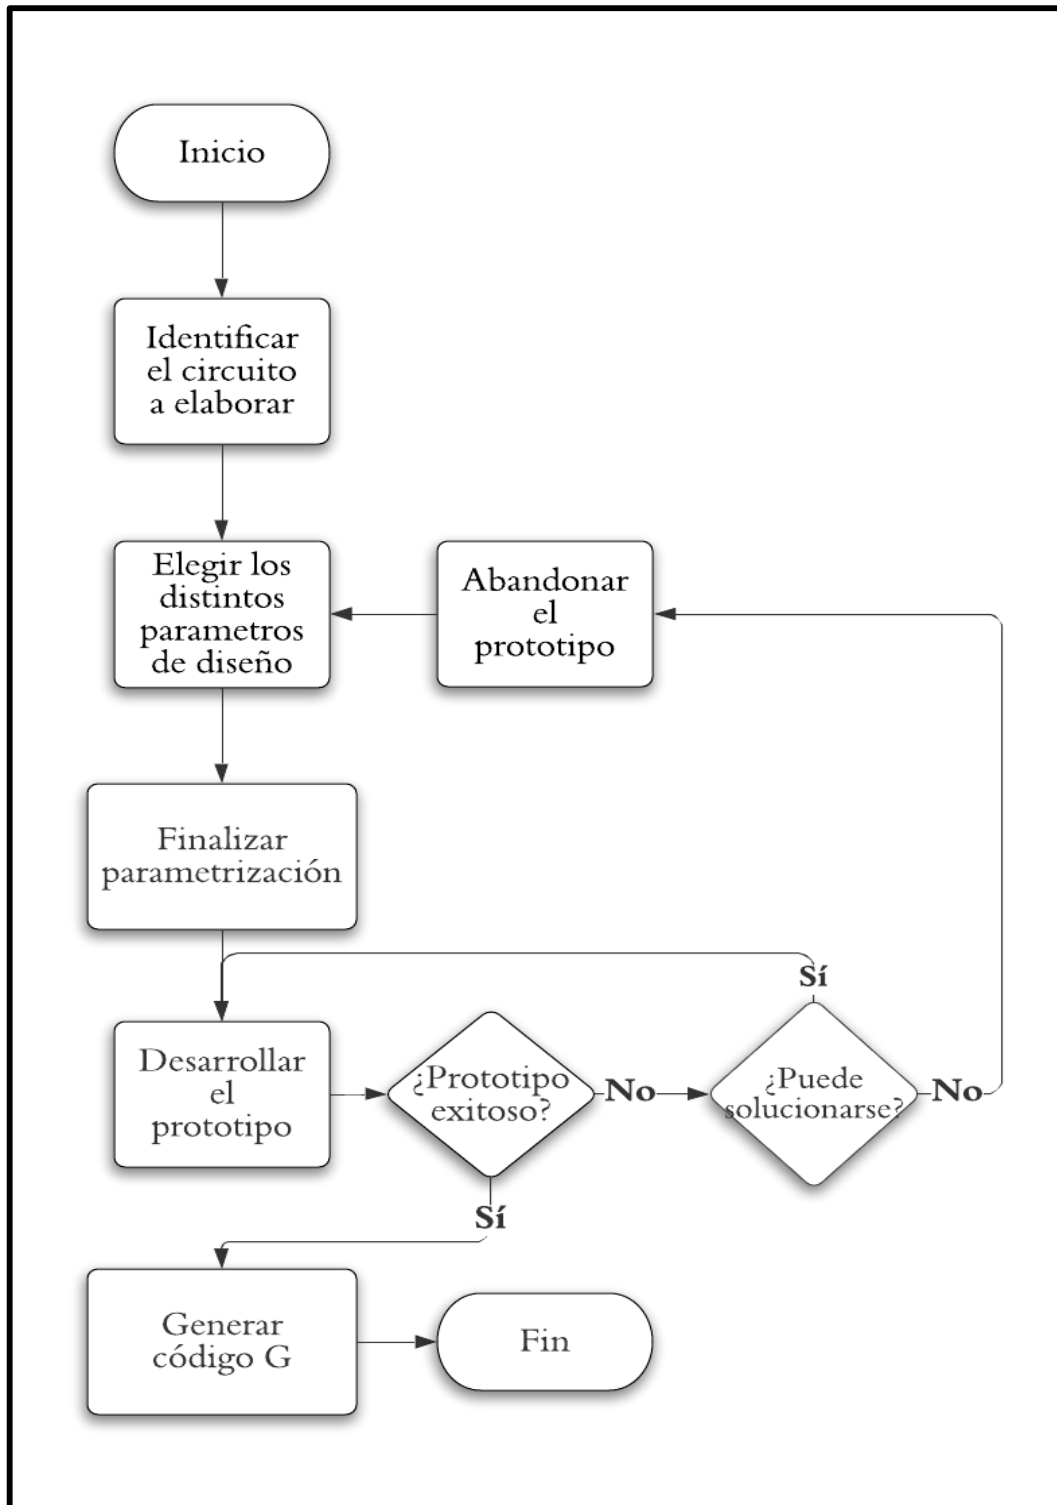 Inicio
Identificar
el circuito
a elaborar
Elegir los
distintos
parametros
de diseño
Abandonar
el
prototipo
Finalizar
parametrización
Sí
Desarrollar
el
prototipo
¿Prototipo
exitoso?
No
¿Puede
solucionarse?
No
Sí
Generar
código G
Fin